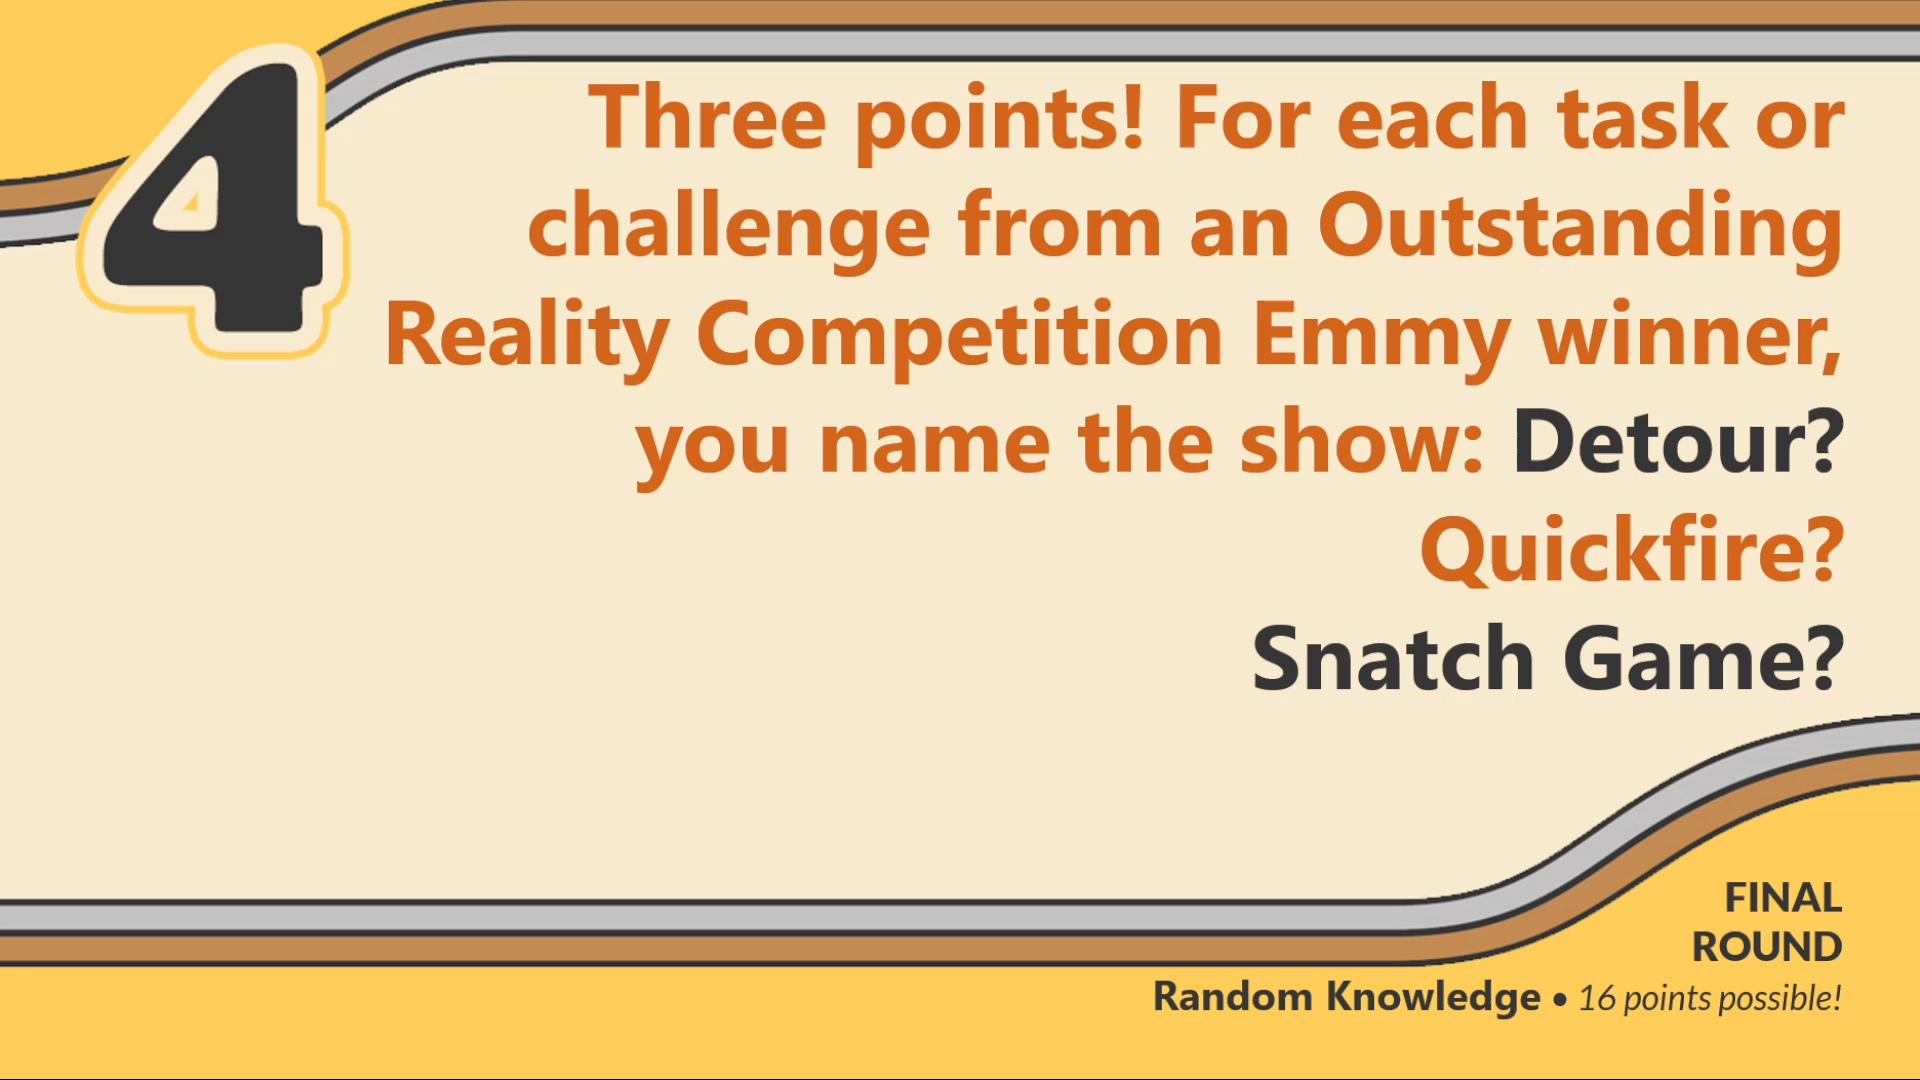 4
Three points! For each task or
challenge from an Outstanding
Reality Competition Emmy winner,
you name the show: Detour?
Quickfire?
Snatch Game?
FINAL
ROUND
Random Knowledge • 16 points possible!